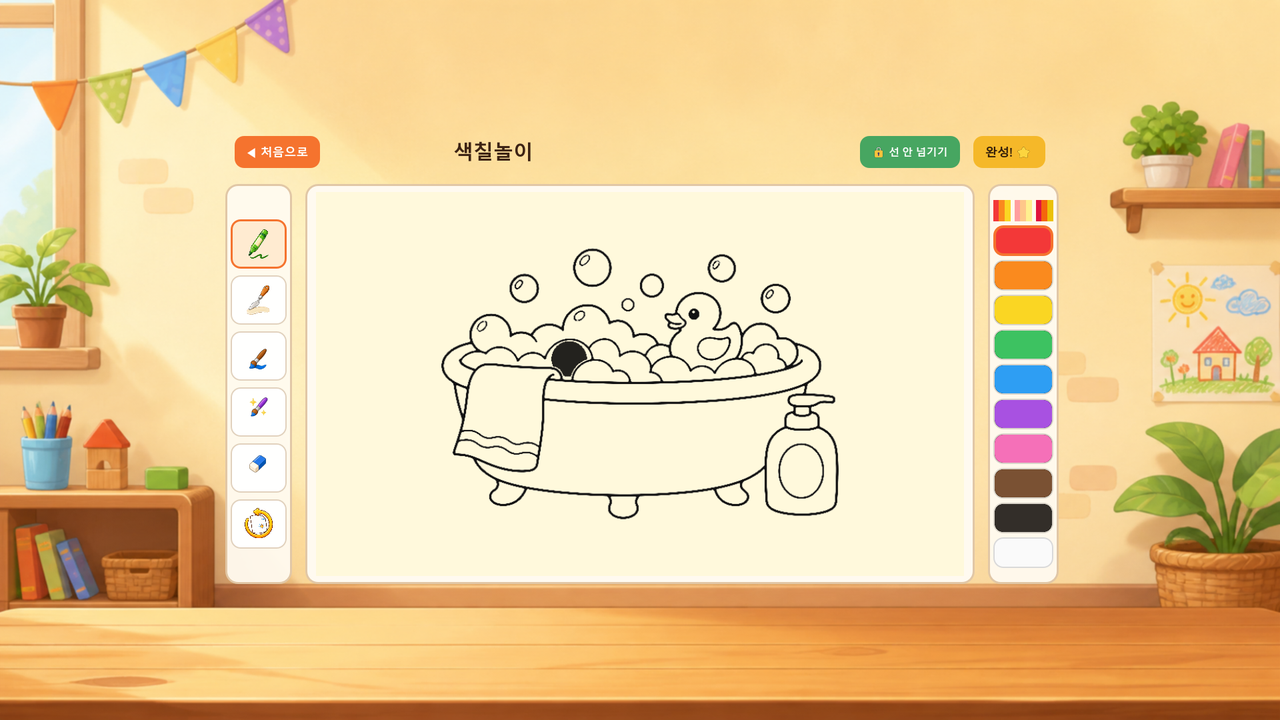 ◀ 처음으로
색칠놀이
선 안 넘기기
완성!